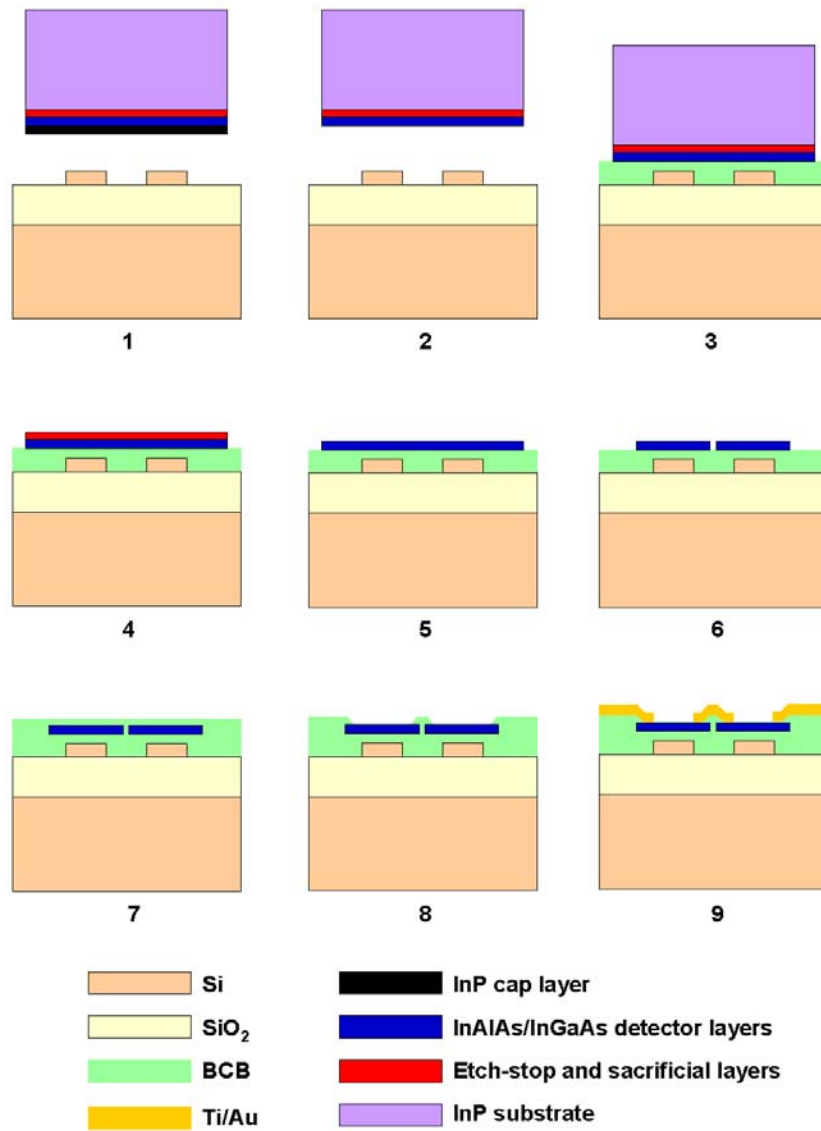 1
2
3
4
5
6
7
8
9
Si
InP cap layer
SiO₂
InAlAs/InGaAs detector layers
BCB
Etch-stop and sacrificial layers
Ti/Au
InP substrate